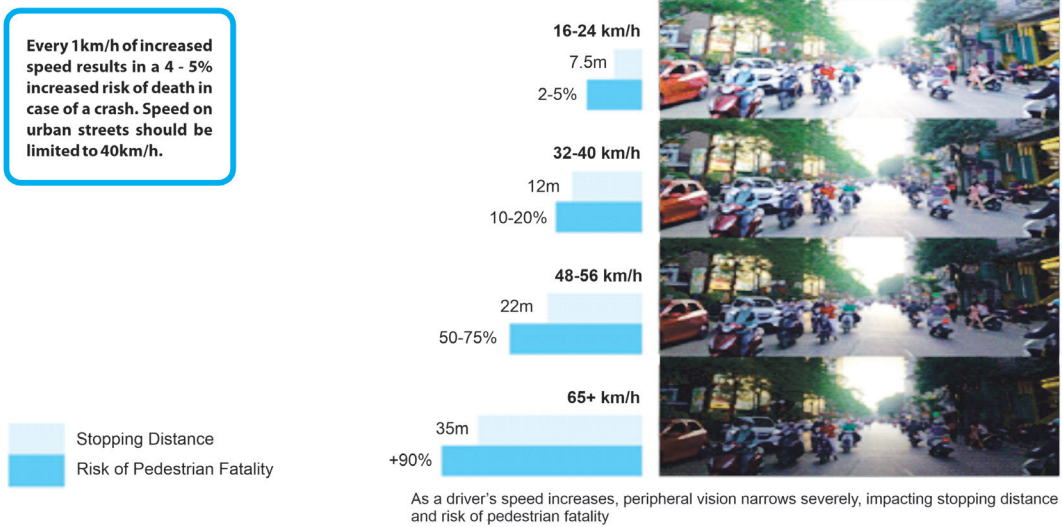 Every 1km/h of increased
speed results in a 4 - 5%
increased risk of death in
case of a crash. Speed on
urban streets should be
limited to 40km/h.
16-24 km/h
7.5m
2-5%
32-40 km/h
12m
10-20%
48-56 km/h
22m
50-75%
65+ km/h
35m
+90%
Stopping Distance
Risk of Pedestrian Fatality
As a driver's speed increases, peripheral vision narrows severely, impacting stopping distance
and risk of pedestrian fatality